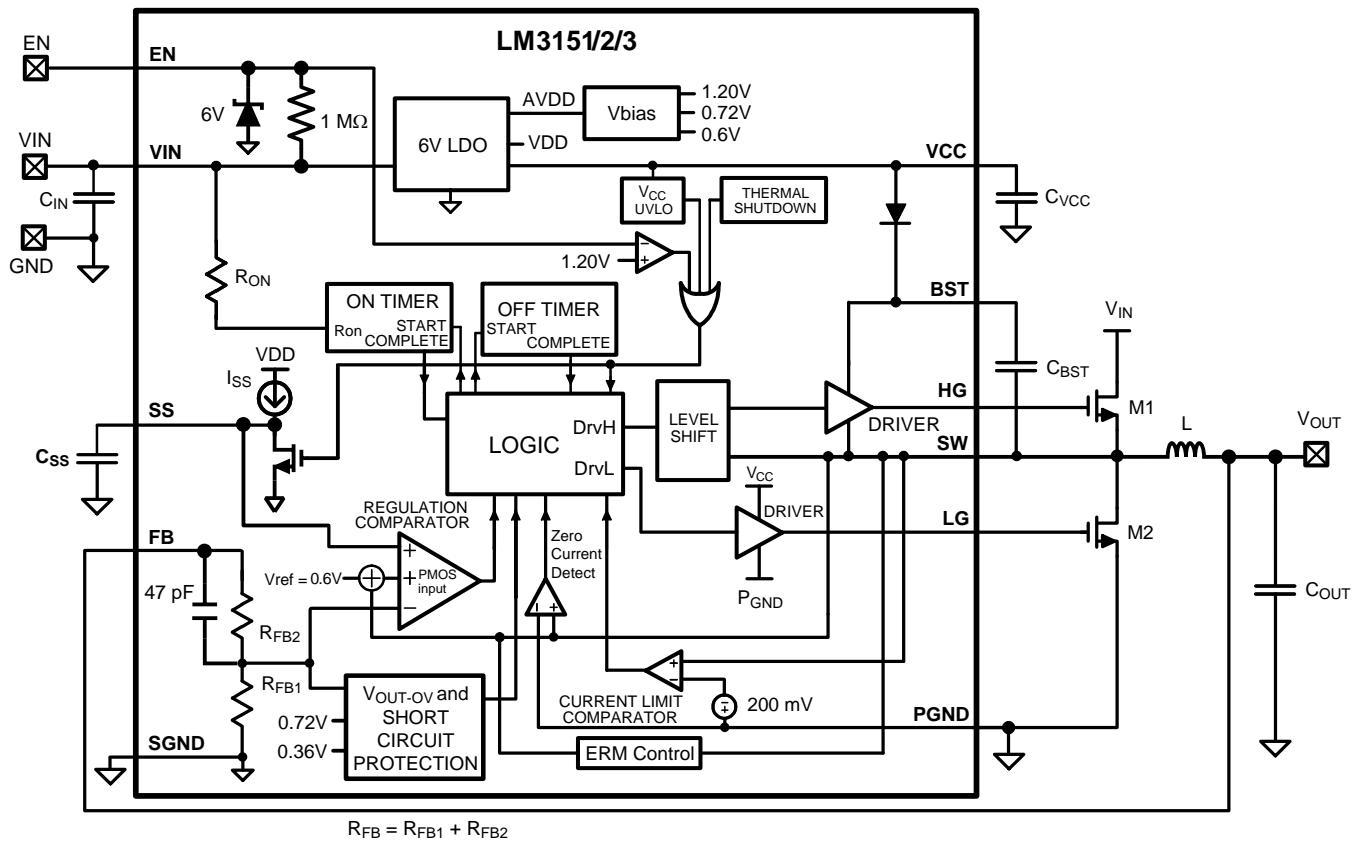 LM3151/2/3
EN
EN
6V
1 MΩ
6V LDO
AVDD
VDD
Vbias
1.20V
0.72V
0.6V
VIN
VIN
VCC
CIN
GND
VCC
UVLO
THERMAL
SHUTDOWN
CVCC
1.20V
RON
ON TIMER
Ron
START
COMPLETE
OFF TIMER
START
COMPLETE
BST
VIN
VDD
ISS
CBST
SS
CSS
LOGIC
DrvH
DrvL
LEVEL
SHIFT
DRIVER
HG
M1
SW
L
VOUT
REGULATION
COMPARATOR
VCC
DRIVER
LG
M2
FB
Zero
Current
Detect
+
Vref = 0.6V
+
+
PMOS
input
–
PGND
COUT
47 pF
RFB2
– +
RFB1
VOUT-OV and
SHORT
CIRCUIT
PROTECTION
0.72V
0.36V
CURRENT LIMIT
COMPARATOR
+
–
200 mV
PGND
SGND
ERM Control
RFB = RFB1 + RFB2